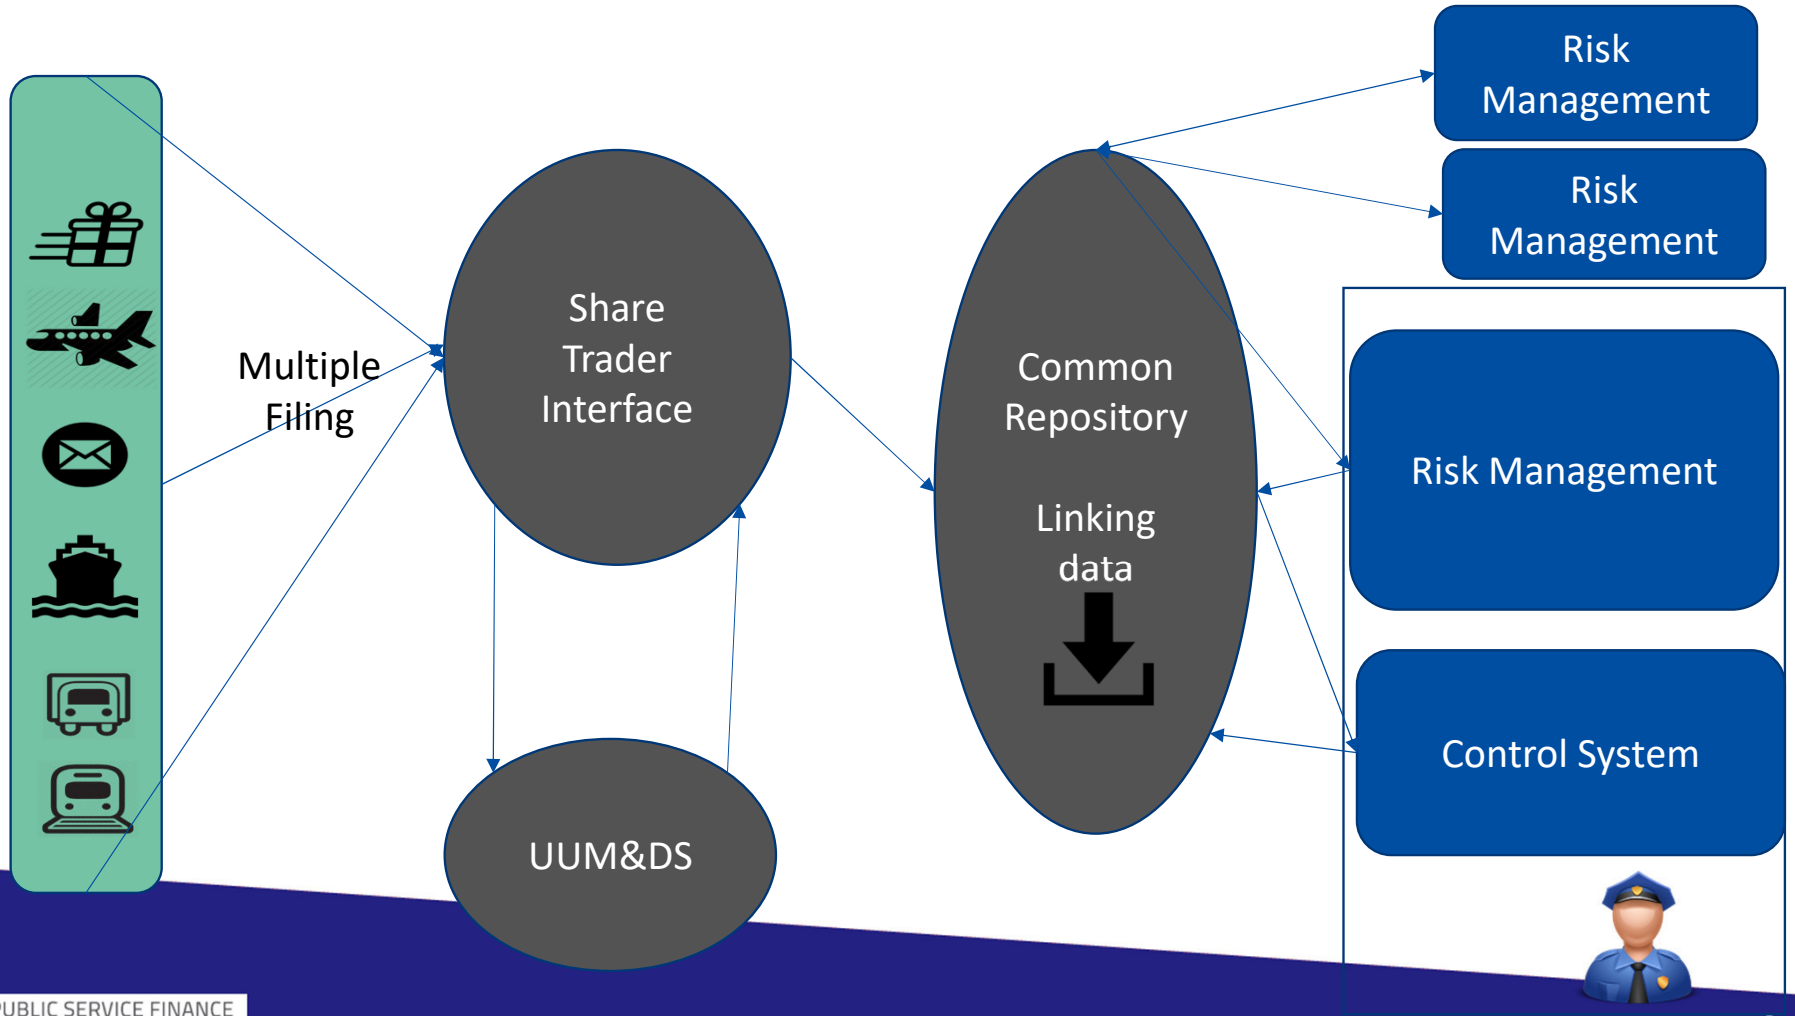 Risk
Management
Risk
Management
Multiple
Filing
Share
Trader
Interface
Common
Repository
Linking
data
Risk Management
Control System
UUM&DS
PUBLIC SERVICE FINANCE